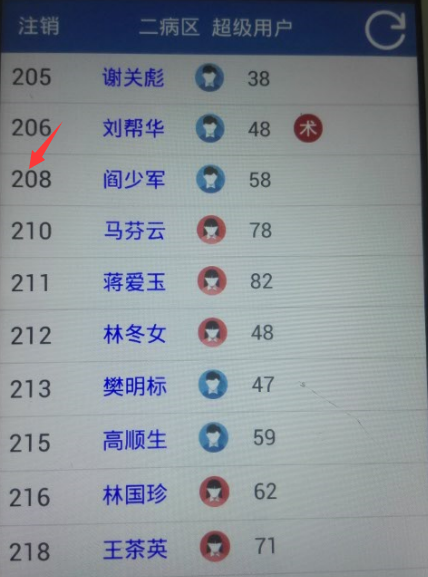 注销 二病区 超级用户
205 谢关彪 38
206 刘帮华 48 术
208 阎少军 58
210 马芬云 78
211 蒋爱玉 82
212 林冬女 48
213 樊明标 47
215 高顺生 59
216 林国珍 62
218 王茶英 71